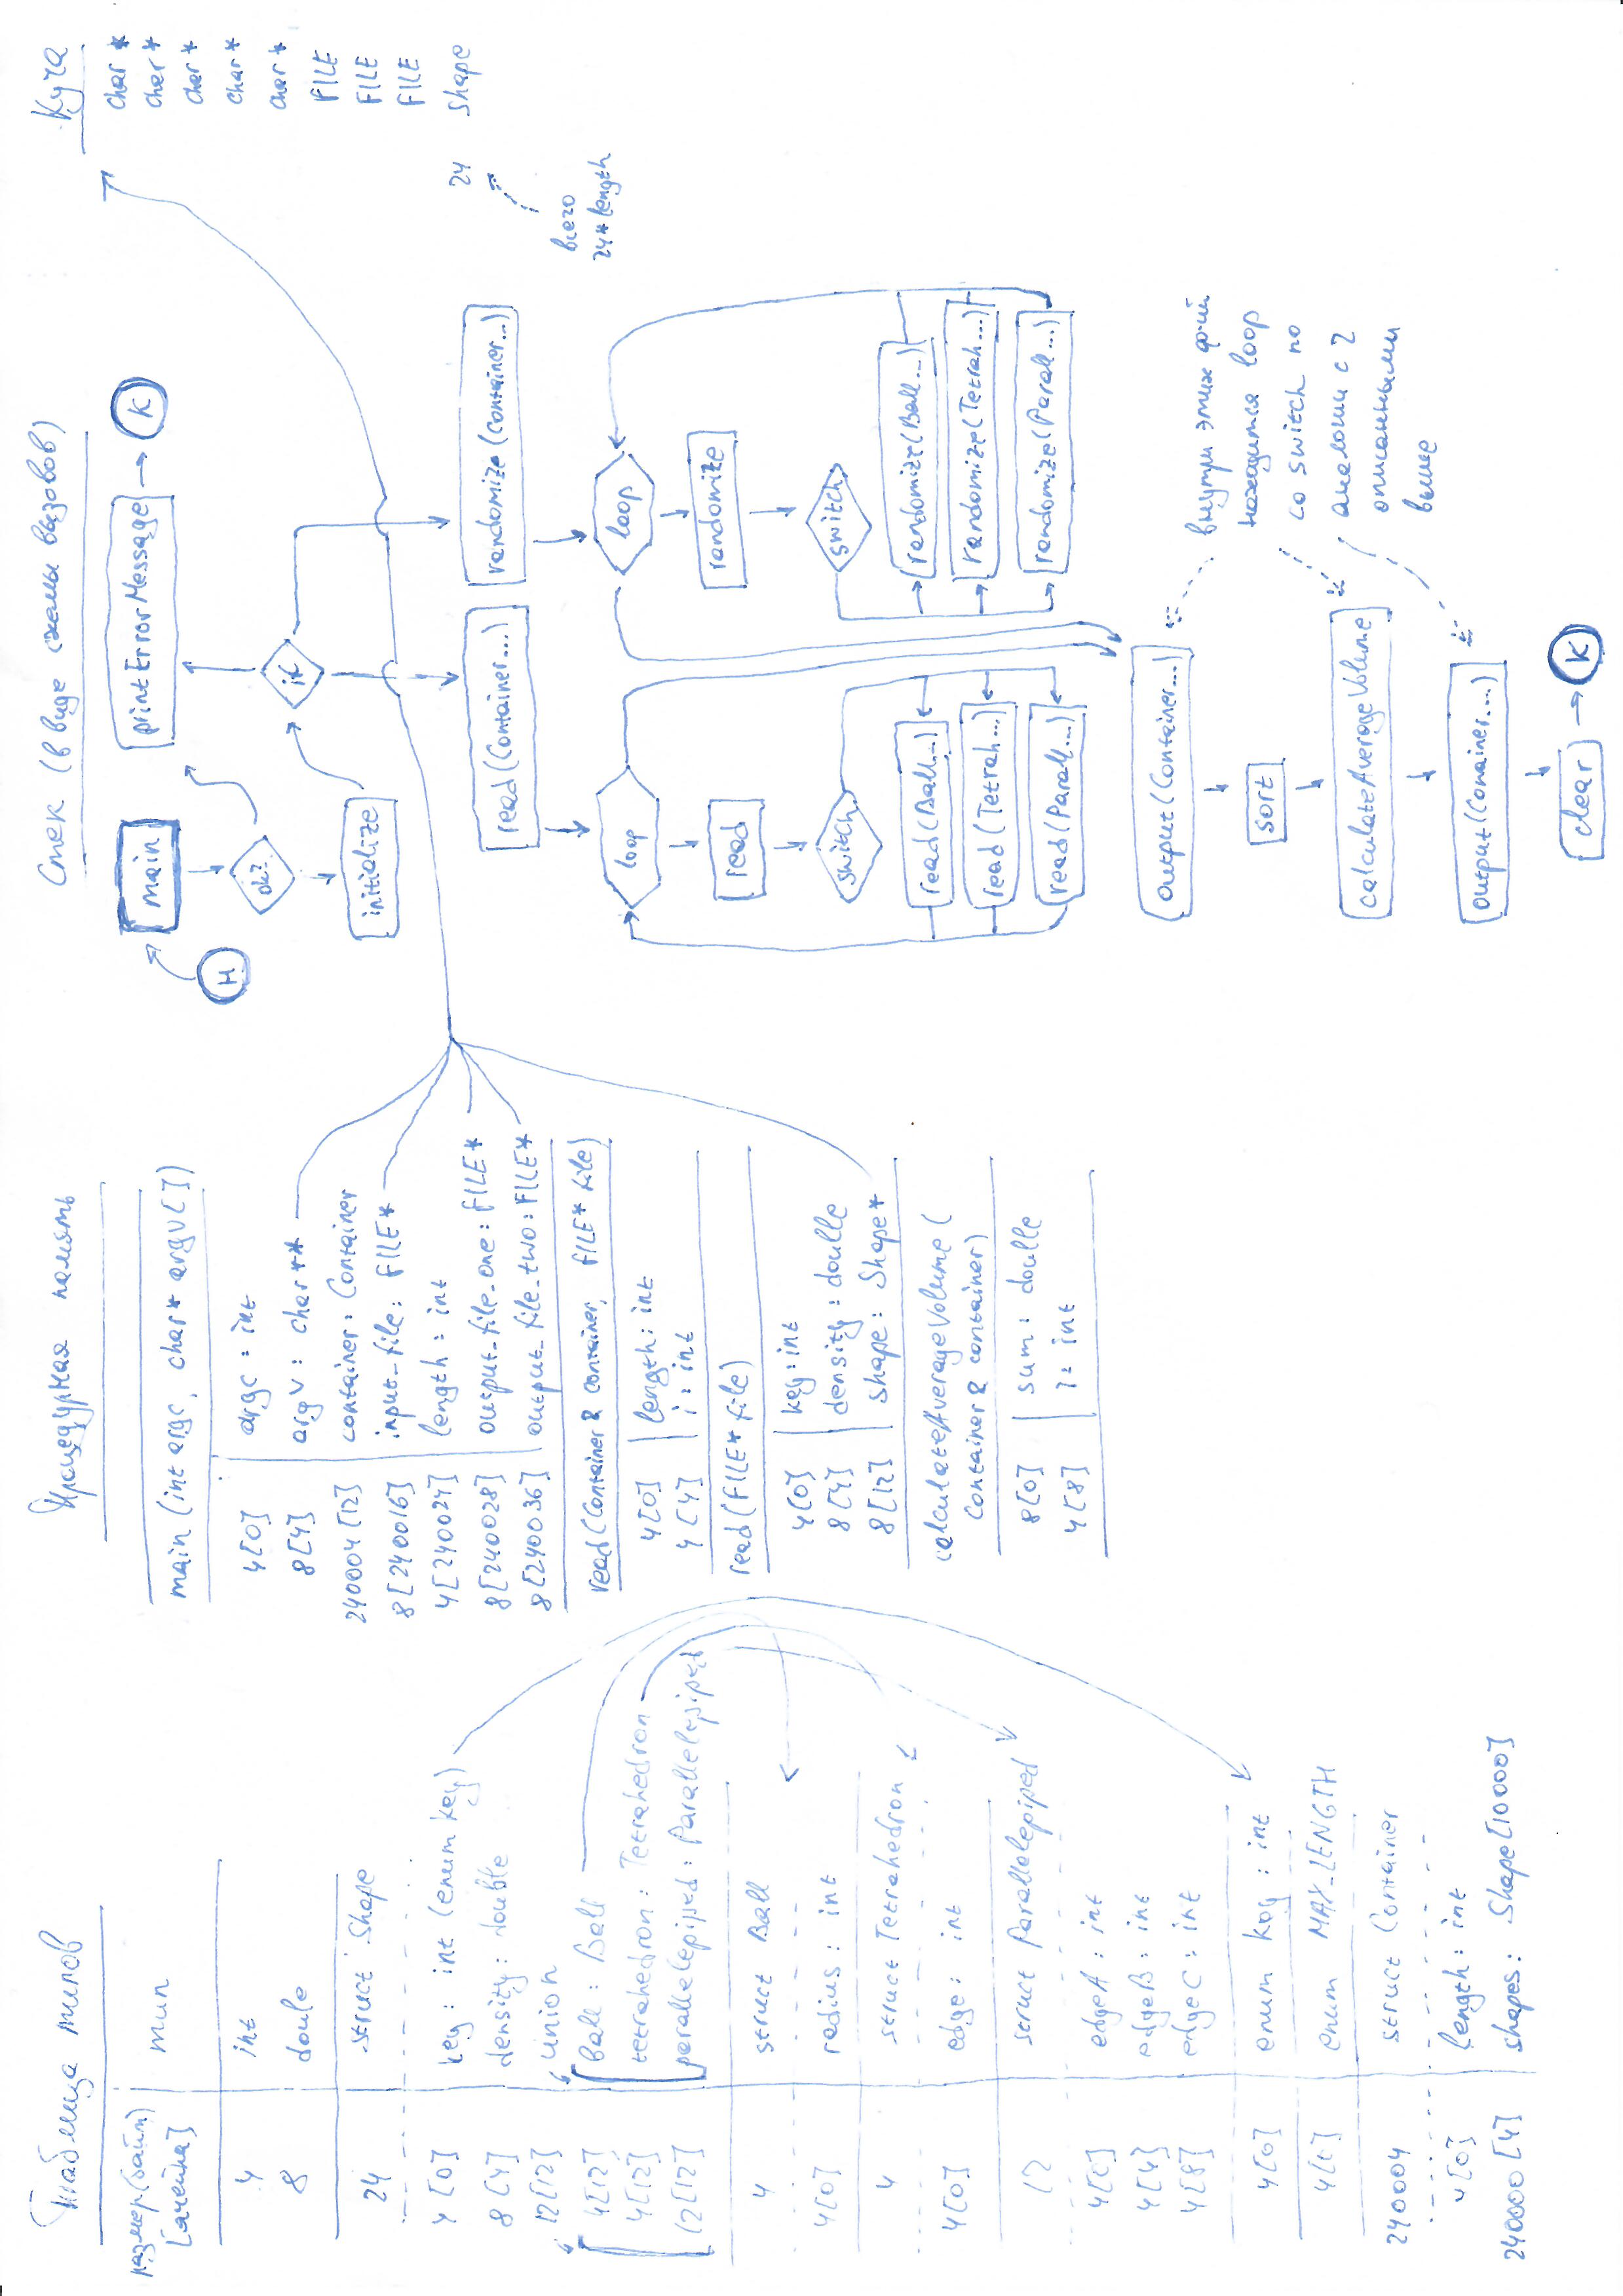 Таблица типов
размер (байт) [ячейка] | тип
4 | int
8 | doule
24 | struct Shape
4 [0] | key: int (enum key)
8 [4] | density: double
12 [12] | union
4 [12] | ball: Ball
4 [12] | tetrahedron: Tetrahedron
12 [12] | parallelepiped: Parallelepiped
4 | struct Ball
4 [0] | radius: int
4 | struct Tetrahedron
4 [0] | edge: int
12 | struct Parallelepiped
4 [0] | edgeA: int
4 [4] | edgeB: int
4 [8] | edgeC: int
4 [0] | enum key: int
4 [0] | enum MAX_LENGTH
240004 | struct Container
4 [0] | length: int
240000 [4] | shapes: Shape [10000]
Процедурная память
main (int argc, char* argv[])
4 [0] | argc: int
8 [4] | argv: char**
240004 [12] | container: Container
8 [240016] | input_file: FILE*
4 [240024] | length: int
8 [240028] | output_file_one: FILE*
8 [240036] | output_file_two: FILE*
read (Container & container, FILE* file)
4 [0] | length: int
4 [4] | i: int
read (FILE* file)
4 [0] | key: int
8 [4] | density: doulle
8 [12] | shape: Shape*
calculateAverageVolume (
Container & container)
8 [0] | sum: doulle
4 [8] | i: int
Стек (в виде схемы вызовов)
main
printErrorMessage
К
Н
ok?
if
initialize
read (Container...)
randomize (container...)
loop
loop
read
randomize
switch
switch
read (Ball...)
randomize (Ball...)
read (Tetrah...)
randomize (Tetrah...)
read (Parall...)
randomize (Parall...)
output (Container...)
sort
calculateAverageVolume
output (Conainer...)
clear
К
внутри этих ф-ций
находится loop
со switch по
аналогии с 2
описанными
выше
Куча
char *
char *
char *
char *
char *
FILE
FILE
FILE
24 Shape
всего
24*length